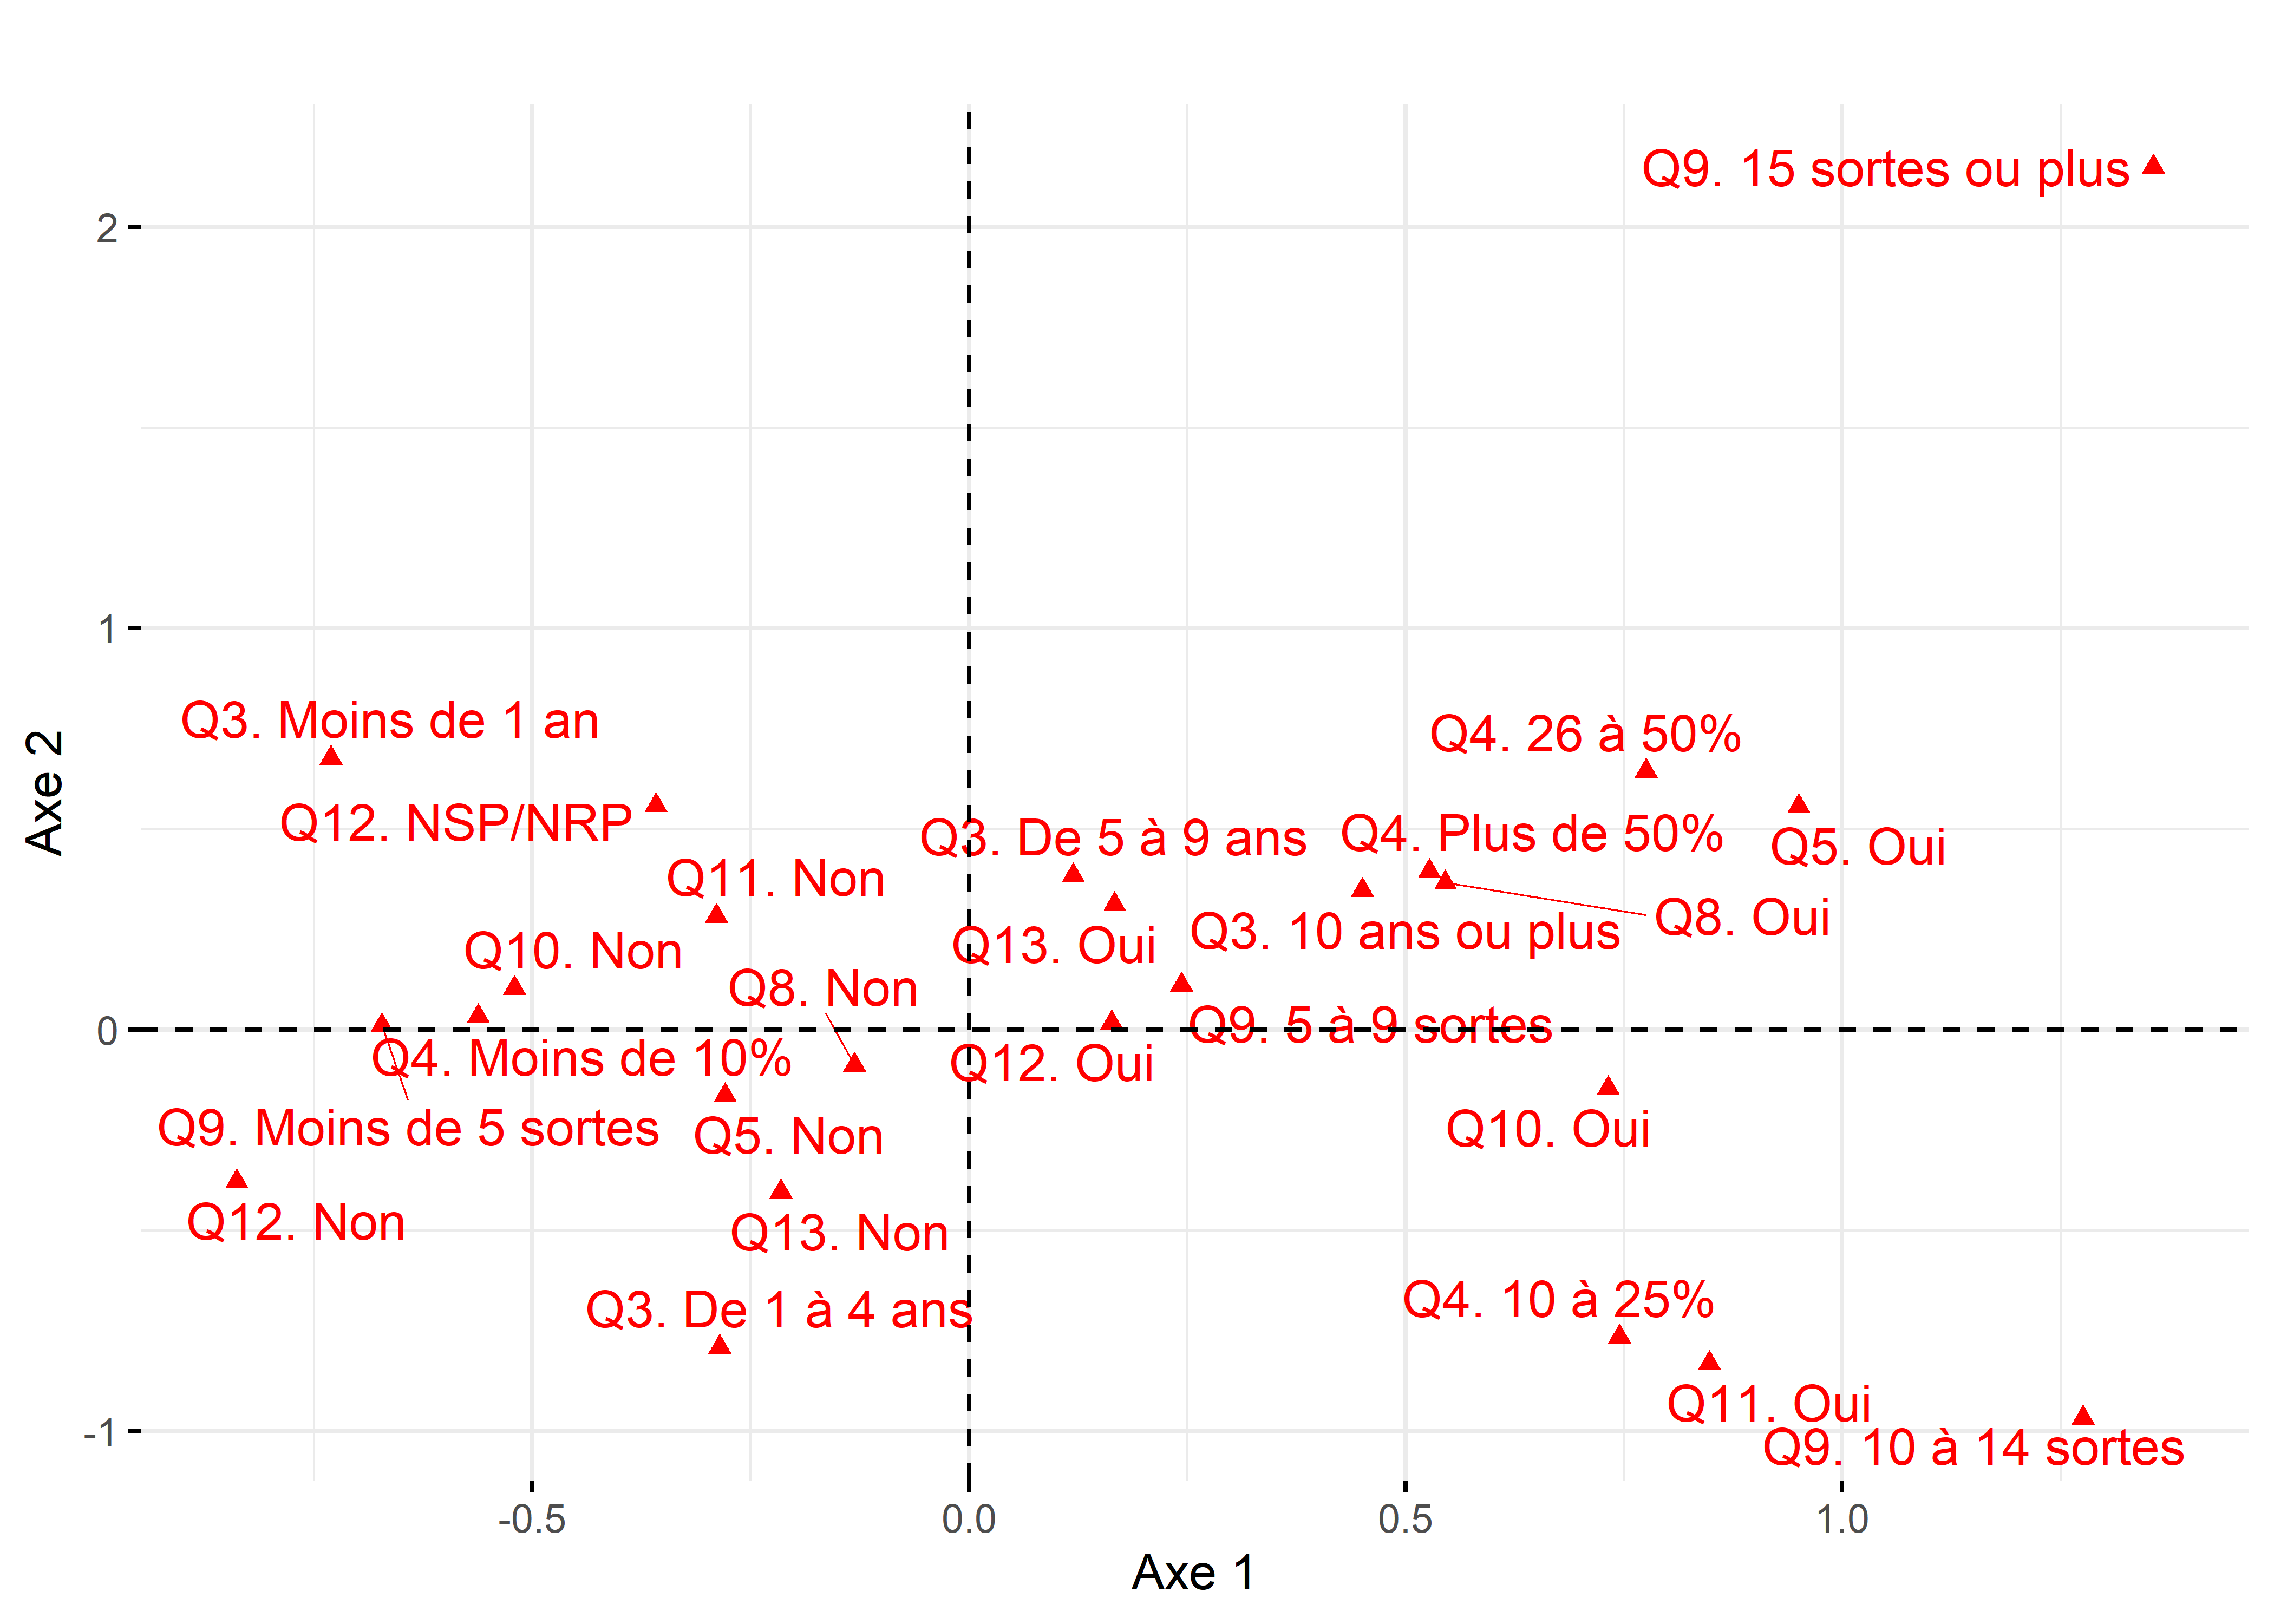 Q9. 15 sortes ou plus
2
1
Q3. Moins de 1 an
Q4. 26 à 50%
Axe 2
Q12. NSP/NRP
Q3. De 5 à 9 ans
Q4. Plus de 50%
Q5. Oui
Q11. Non
Q8. Oui
Q3. 10 ans ou plus
Q13. Oui
Q10. Non
Q8. Non
0
Q9. 5 à 9 sortes
Q4. Moins de 10%
Q12. Oui
Q9. Moins de 5 sortes
Q5. Non
Q10. Oui
Q12. Non
Q13. Non
Q3. De 1 à 4 ans
Q4. 10 à 25%
Q11. Oui
-1
Q9. 10 à 14 sortes
-0.5
0.0
0.5
1.0
Axe 1